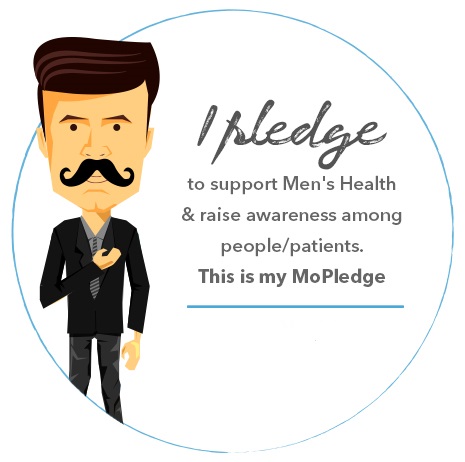 I pledge
to support Men's Health
& raise awareness among
people/patients.
This is my MoPledge